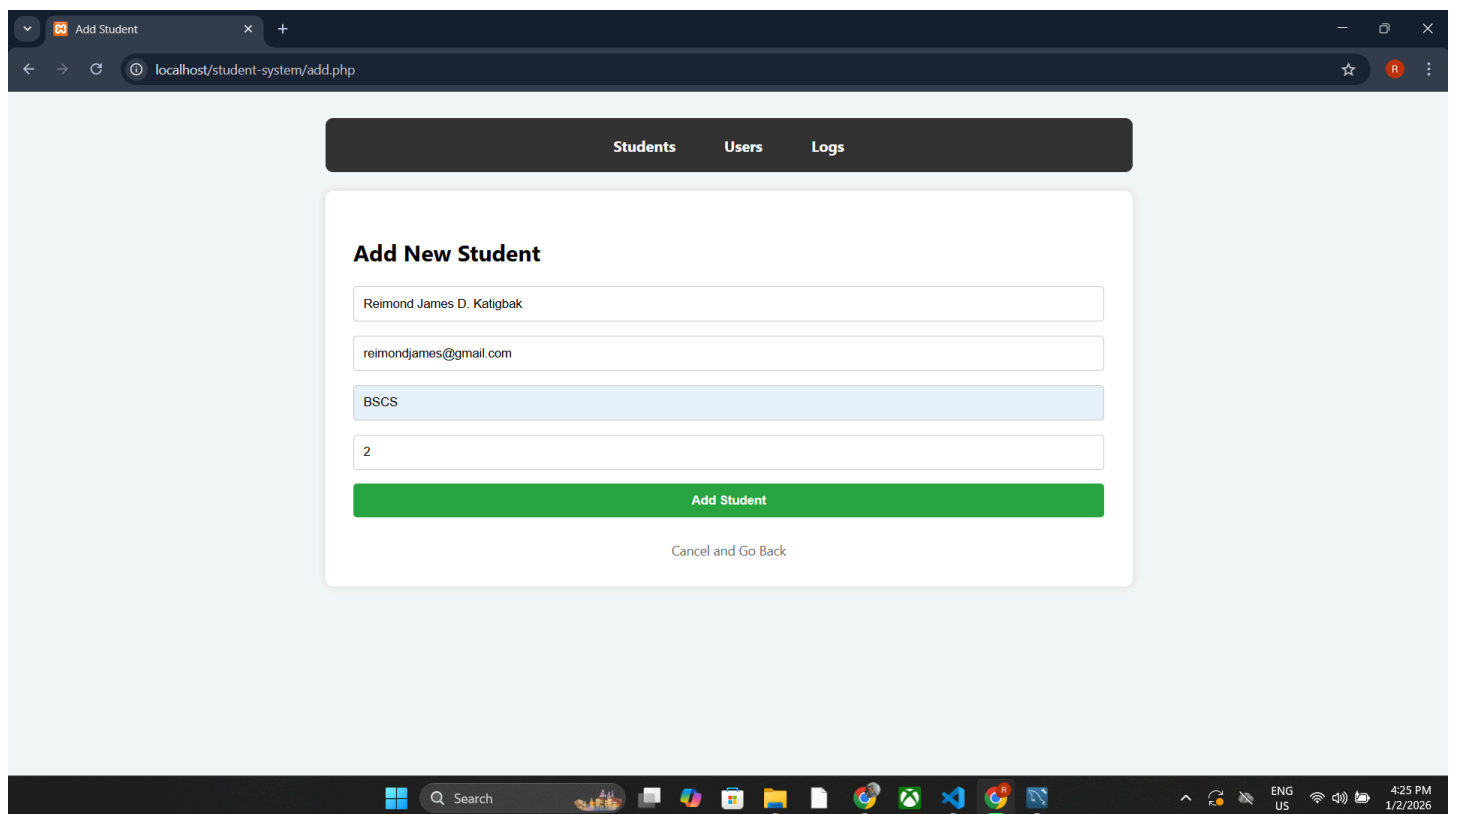 Add Student
localhost/student-system/add.php
R
Students Users Logs
Add New Student
Reimond James D. Katigbak
reimondjames@gmail.com
BSCS
2
Add Student
Cancel and Go Back
Search
R
ENG
US
4:25 PM
1/2/2026